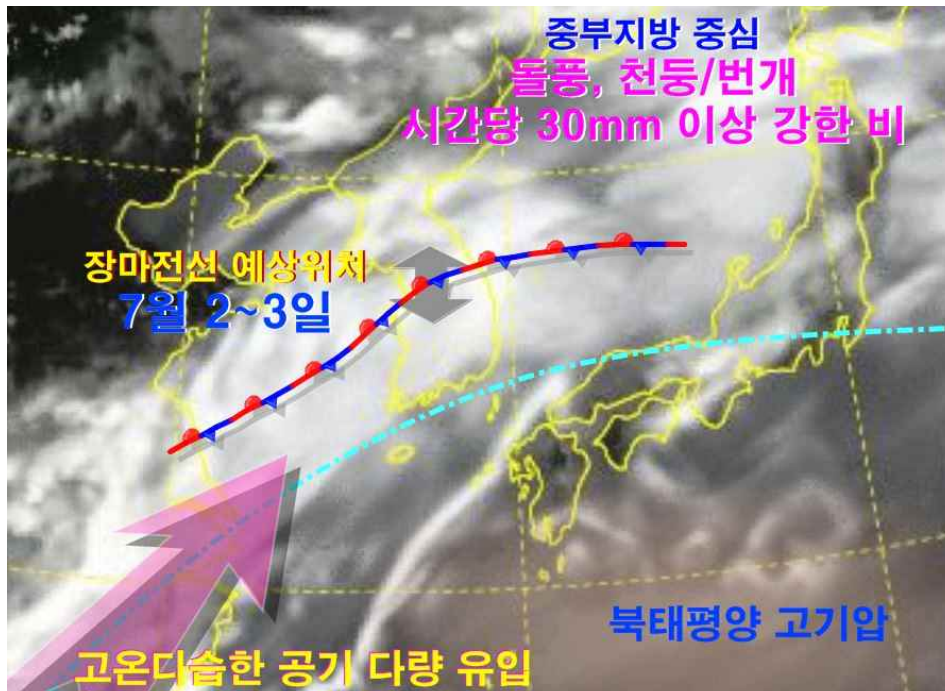 중부지방 중심
돌풍, 천둥/번개
시간당 30mm 이상 강한 비
장마전선 예상위치
7월 2~3일
북태평양 고기압
고온다습한 공기 다량 유입